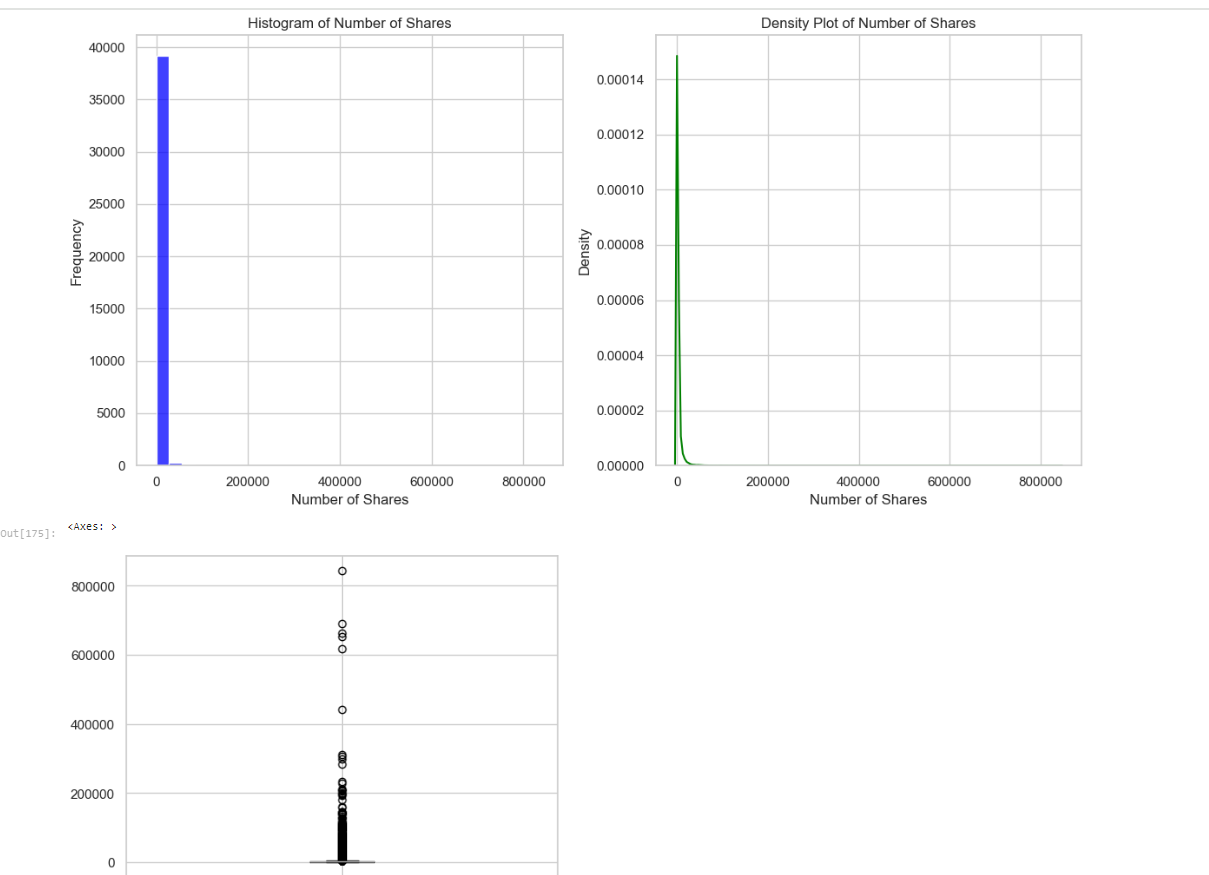 Histogram of Number of Shares
40000
35000
30000
25000
20000
15000
10000
5000
0
Frequency
0 200000 400000 600000 800000
Number of Shares
Density Plot of Number of Shares
0.00014
0.00012
0.00010
0.00008
0.00006
0.00004
0.00002
0.00000
Density
0 200000 400000 600000 800000
Number of Shares
Out[175]: <Axes: >
800000
600000
400000
200000
0